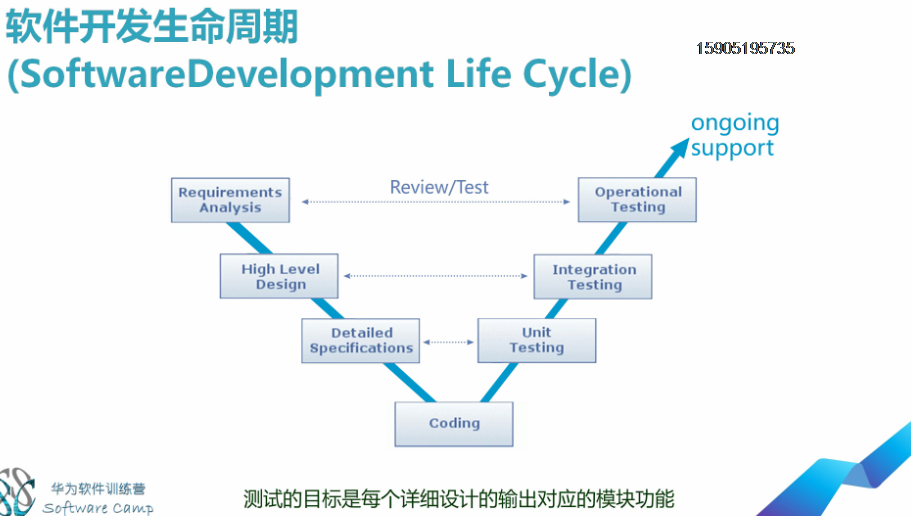 软件开发生命周期
(SoftwareDevelopment Life Cycle)
15905195735
ongoing
support
Requirements
Analysis
Review/Test
Operational
Testing
High Level
Design
Integration
Testing
Detailed
Specifications
Unit
Testing
Coding
华为软件训练营
Software Camp
测试的目标是每个详细设计的输出对应的模块功能